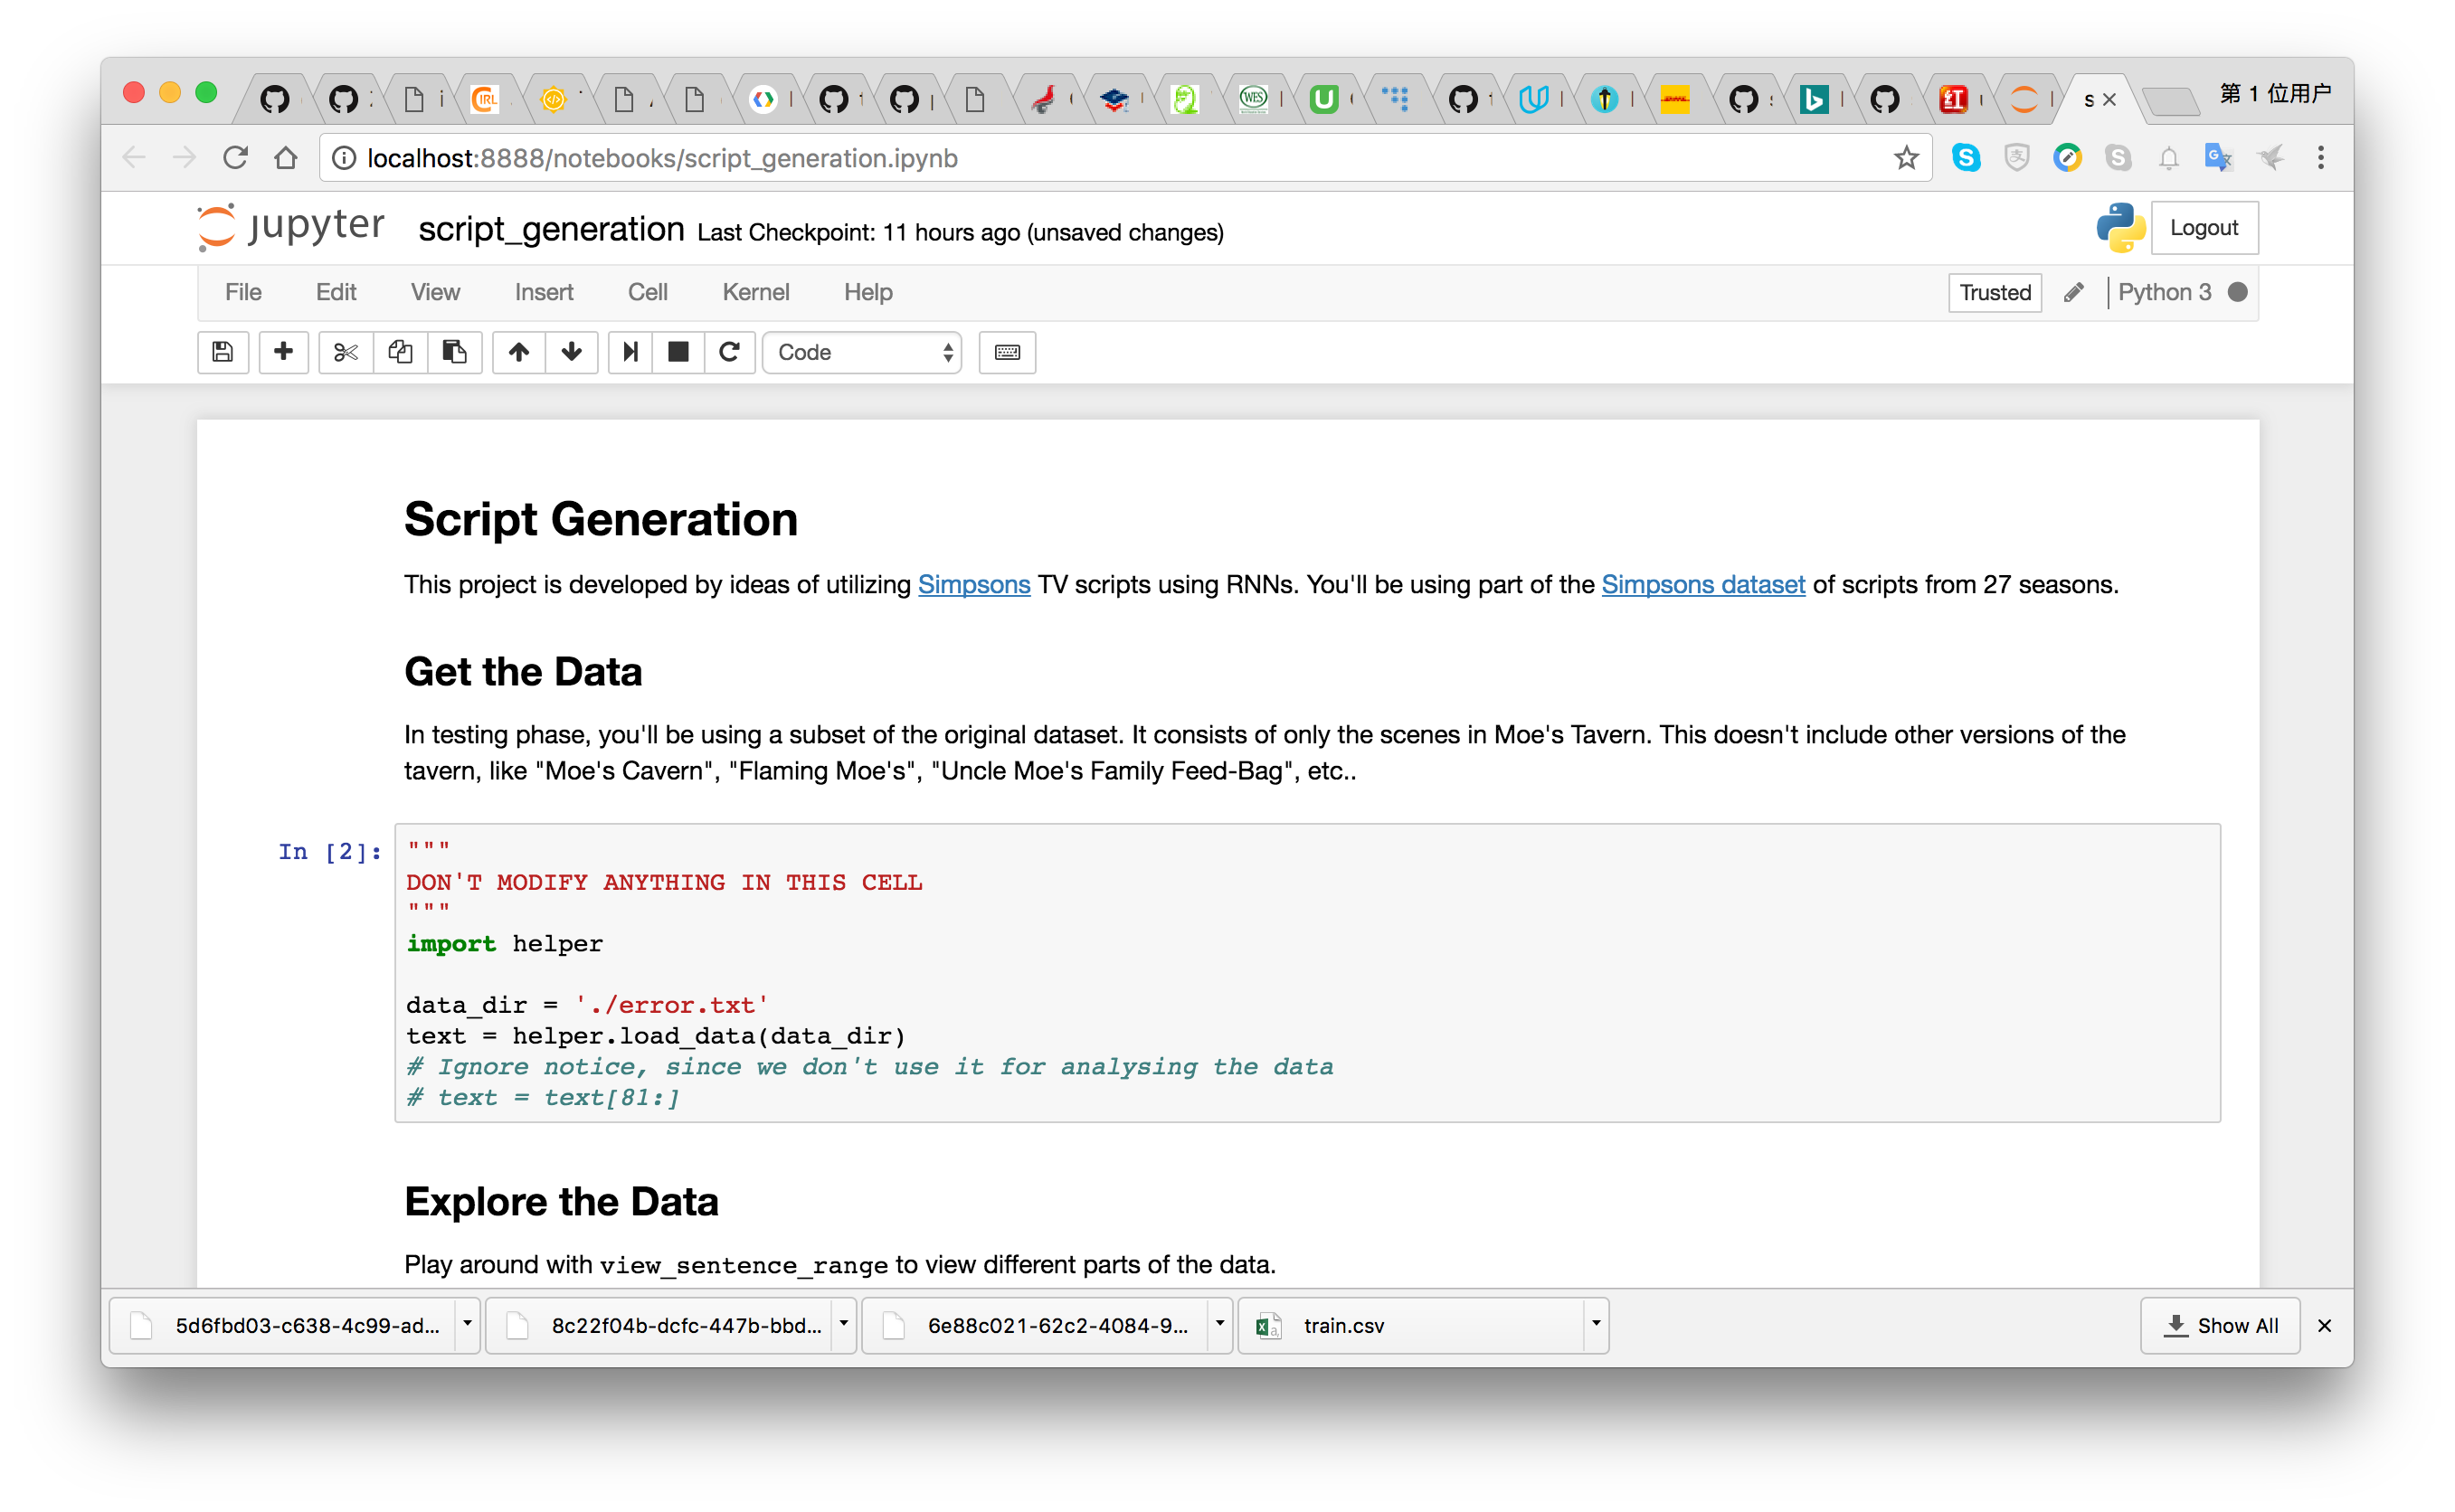 第 1 位用户
localhost:8888/notebooks/script_generation.ipynb
jupyter script_generation Last Checkpoint: 11 hours ago (unsaved changes)
Logout
File Edit View Insert Cell Kernel Help Trusted Python 3
Code
Script Generation
This project is developed by ideas of utilizing Simpsons TV scripts using RNNs. You'll be using part of the Simpsons dataset of scripts from 27 seasons.
Get the Data
In testing phase, you'll be using a subset of the original dataset. It consists of only the scenes in Moe's Tavern. This doesn't include other versions of the
tavern, like "Moe's Cavern", "Flaming Moe's", "Uncle Moe's Family Feed-Bag", etc..
In [2]: """
DON'T MODIFY ANYTHING IN THIS CELL
"""
import helper
data_dir = './error.txt'
text = helper.load_data(data_dir)
# Ignore notice, since we don't use it for analysing the data
# text = text[81:]
Explore the Data
Play around with view_sentence_range to view different parts of the data.
5d6fbd03-c638-4c99-ad... 8c22f04b-dcfc-447b-bbd... 6e88c021-62c2-4084-9... train.csv Show All